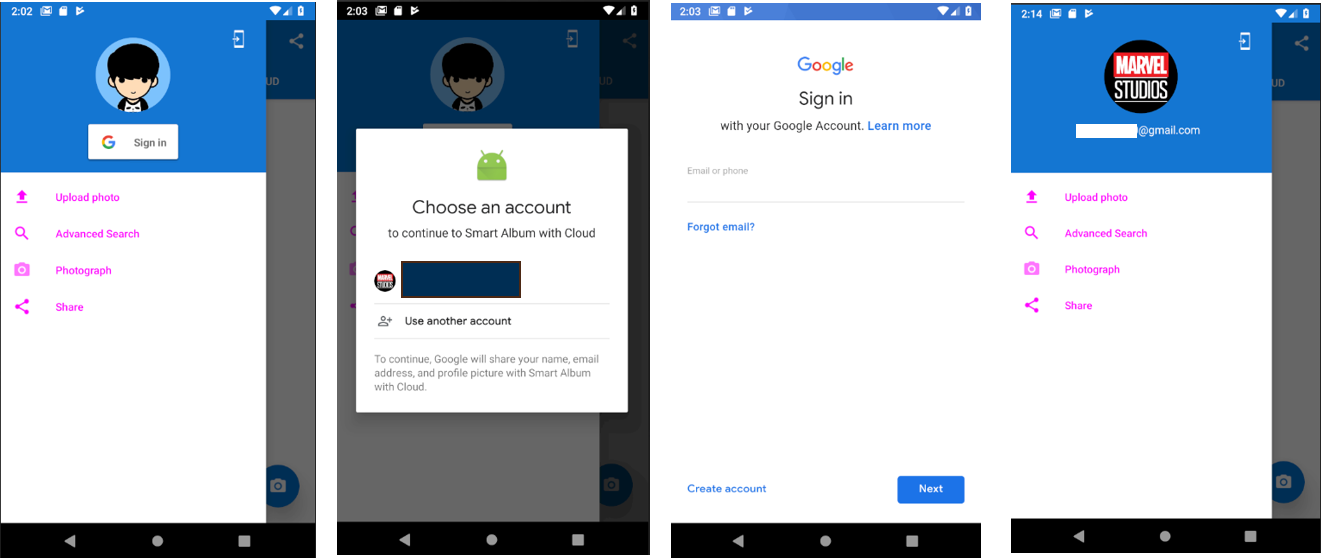 2:02
UD
Sign in
Upload photo
Advanced Search
Photograph
Share
2:03
UD
Choose an account
to continue to Smart Album with Cloud
MARVEL
STUDIOS
Use another account
To continue, Google will share your name, email
address, and profile picture with Smart Album
with Cloud.
2:03
Google
Sign in
with your Google Account. Learn more
Email or phone
Forgot email?
Create account
Next
2:14
MARVEL
STUDIOS
UD
@gmail.com
Upload photo
Advanced Search
Photograph
Share